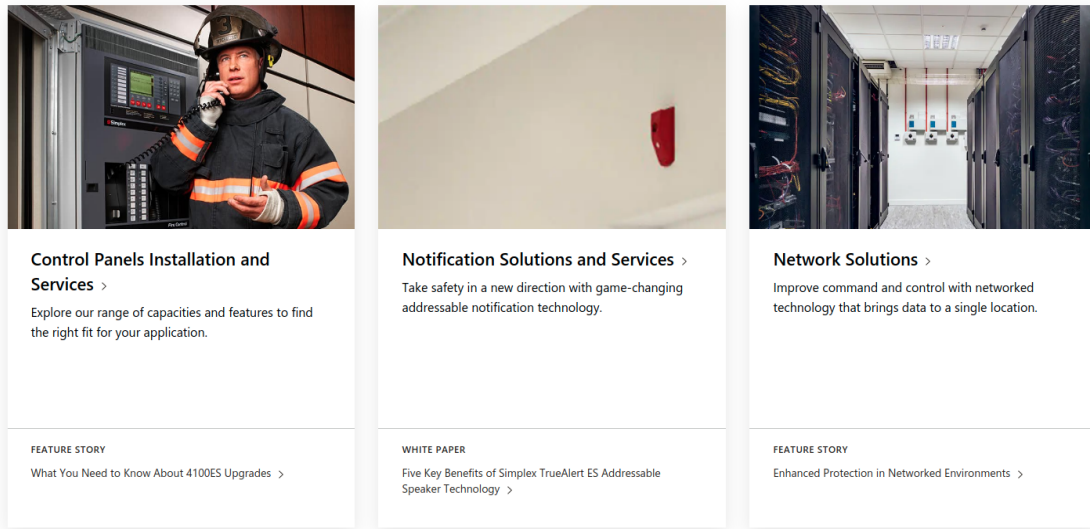 Simplex
Control Panels Installation and
Services >
Explore our range of capacities and features to find
the right fit for your application.
FEATURE STORY
What You Need to Know About 4100ES Upgrades >
Notification Solutions and Services >
Take safety in a new direction with game-changing
addressable notification technology.
WHITE PAPER
Five Key Benefits of Simplex TrueAlert ES Addressable
Speaker Technology >
Network Solutions >
Improve command and control with networked
technology that brings data to a single location.
FEATURE STORY
Enhanced Protection in Networked Environments >